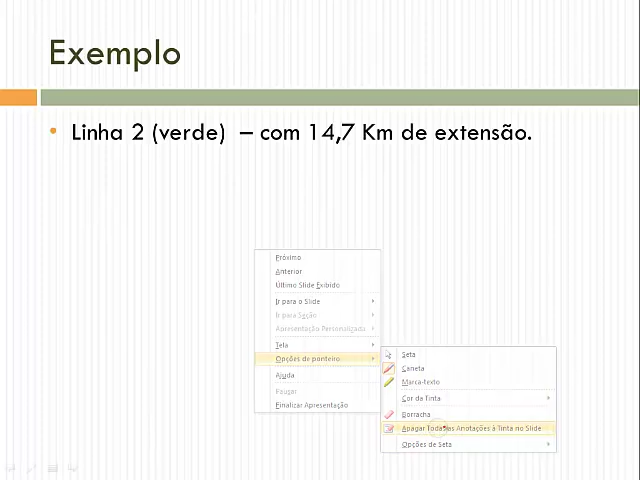 Exemplo
• Linha 2 (verde) – com 14,7 Km de extensão.
Próximo
Anterior
Último Slide Exibido
Ir para o Slide
Ir para Seção
Apresentação Personalizada
Tela
Opções de ponteiro
Ajuda
Pausar
Finalizar Apresentação
Seta
Caneta
Marca-texto
Cor da Tinta
Borracha
Apagar Todas as Anotações à Tinta no Slide
Opções de Seta